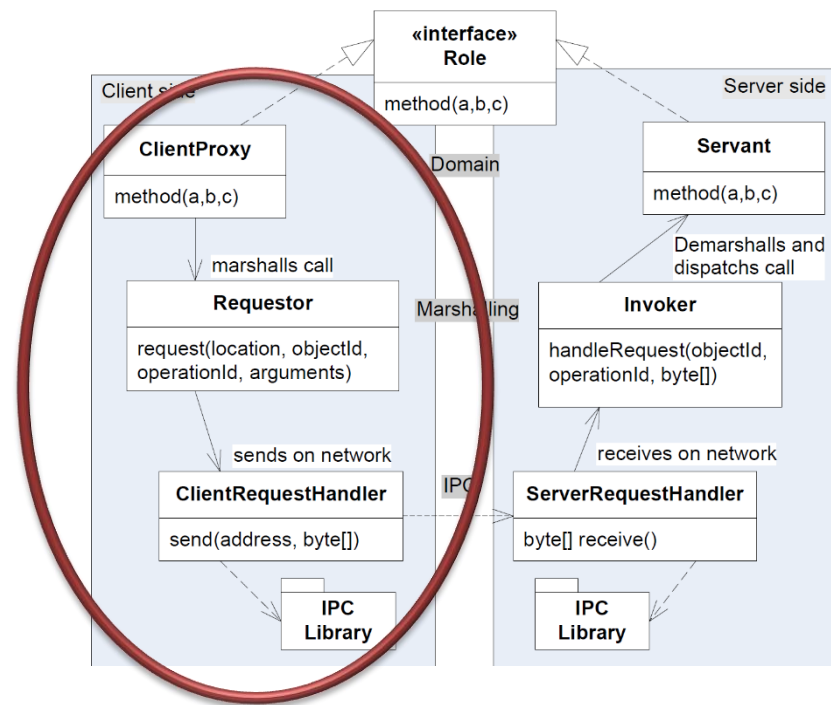 «interface»
Role
method(a,b,c)
Client side
Server side
ClientProxy
method(a,b,c)
Domain
Servant
method(a,b,c)
marshalls call
Demarshalls and
dispatchs call
Requestor
request(location, objectId,
operationId, arguments)
Marshalling
Invoker
handleRequest(objectId,
operationId, byte[])
sends on network
receives on network
ClientRequestHandler
send(address, byte[])
IPC
ServerRequestHandler
byte[] receive()
IPC
Library
IPC
Library